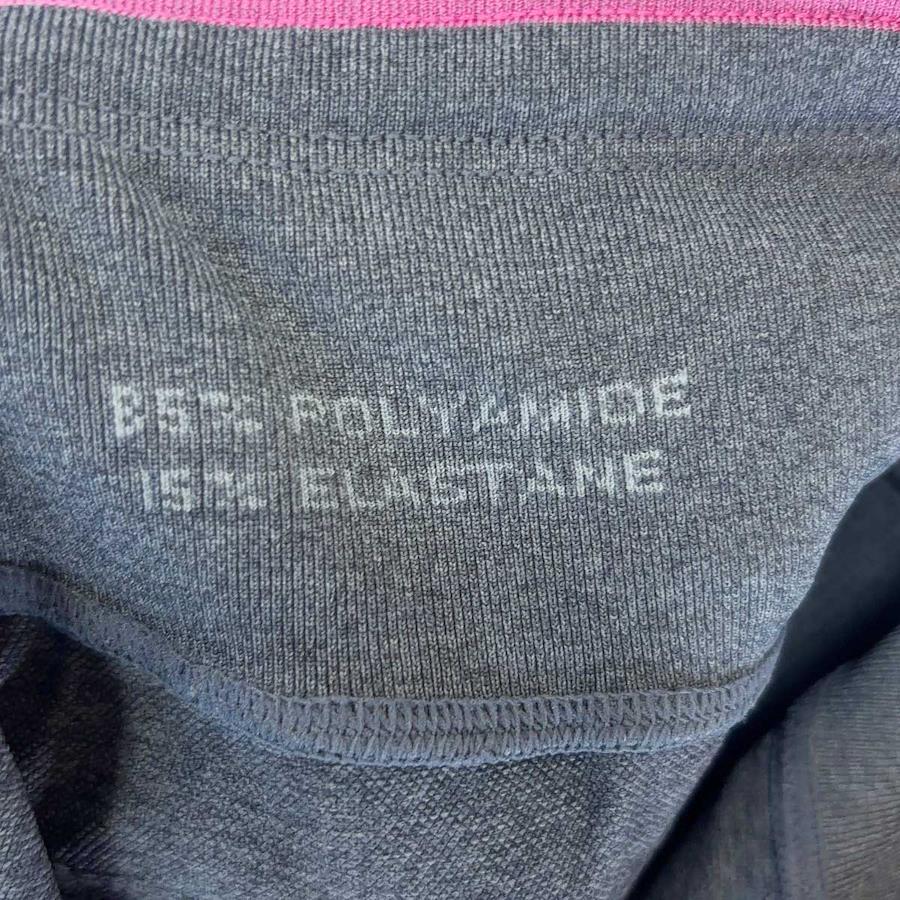 85% POLYAMIDE
15% ELASTANE